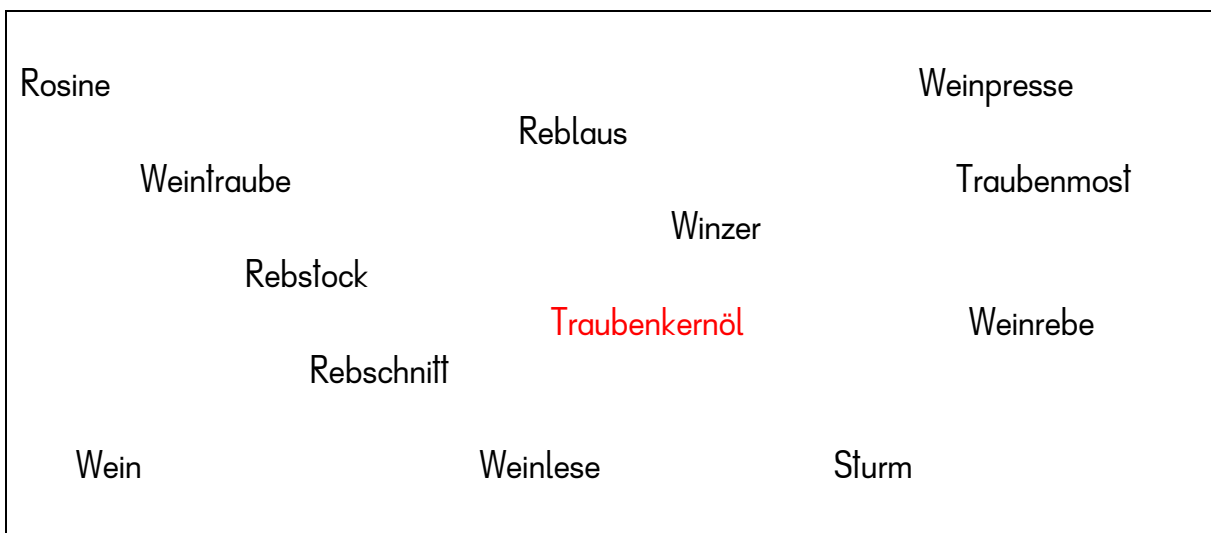 Rosine Weinpresse
Reblaus
Weintraube Traubenmost
Winzer
Rebstock
Traubenkernöl Weinrebe
Rebschnitt
Wein Weinlese Sturm